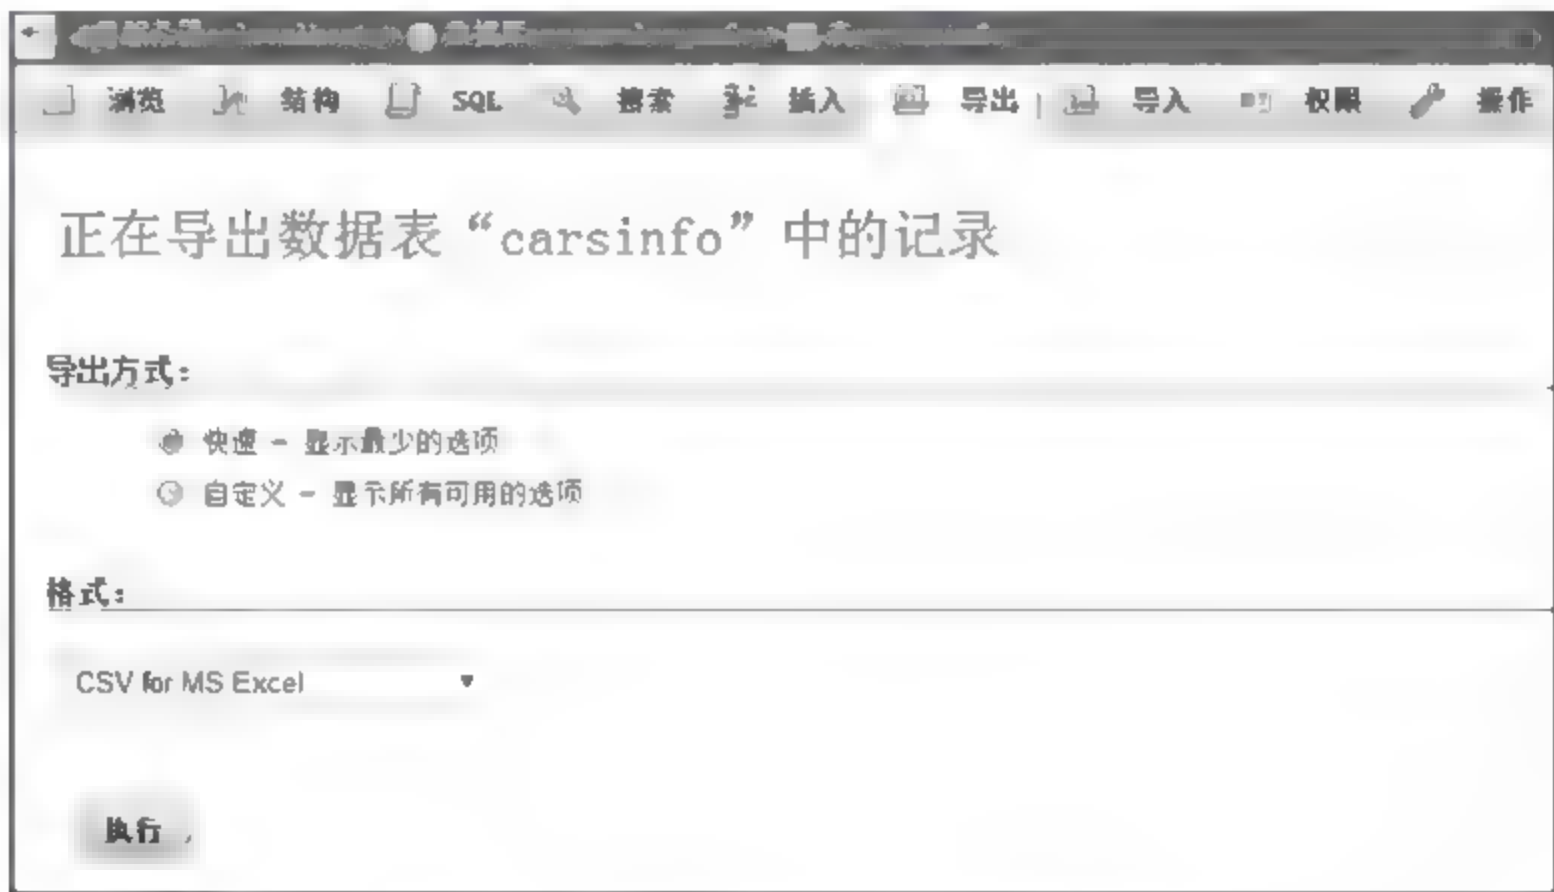 浏览 结构 SQL 搜索 插入 导出 导入 权限 操作
正在导出数据表“carsinfo”中的记录
导出方式：
快速 - 显示最少的选项
自定义 - 显示所有可用的选项
格式：
CSV for MS Excel
执行